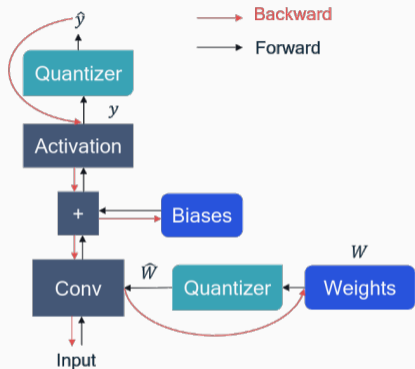 ŷ
Backward
Forward
Quantizer
y
Activation
+
Biases
W
Ŵ
Conv
Quantizer
Weights
Input